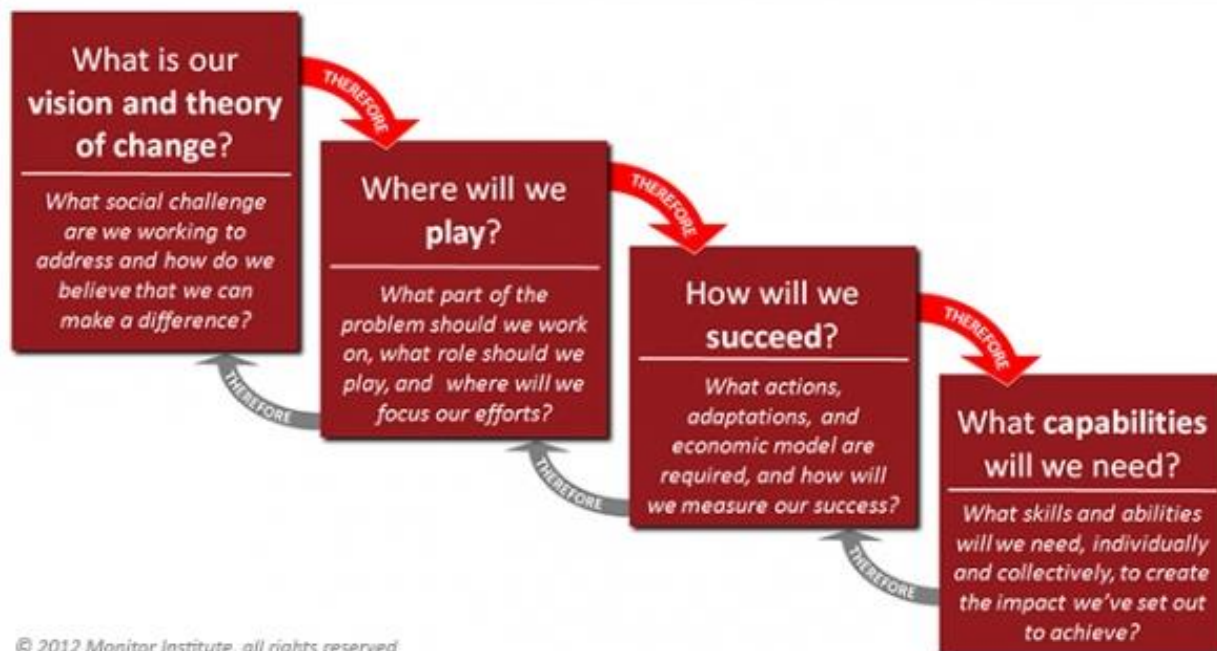 What is our
vision and theory
of change?
What social challenge
are we working to
address and how do we
believe that we can
make a difference?
THEREFORE
Where will we
play?
What part of the
problem should we work
on, what role should we
play, and where will we
focus our efforts?
THEREFORE
THEREFORE
How will we
succeed?
What actions,
adaptations, and
economic model are
required, and how will
we measure our success?
THEREFORE
THEREFORE
What capabilities
will we need?
What skills and abilities
will we need, individually
and collectively, to create
the impact we've set out
to achieve?
THEREFORE
© 2012 Monitor Institute, all rights reserved